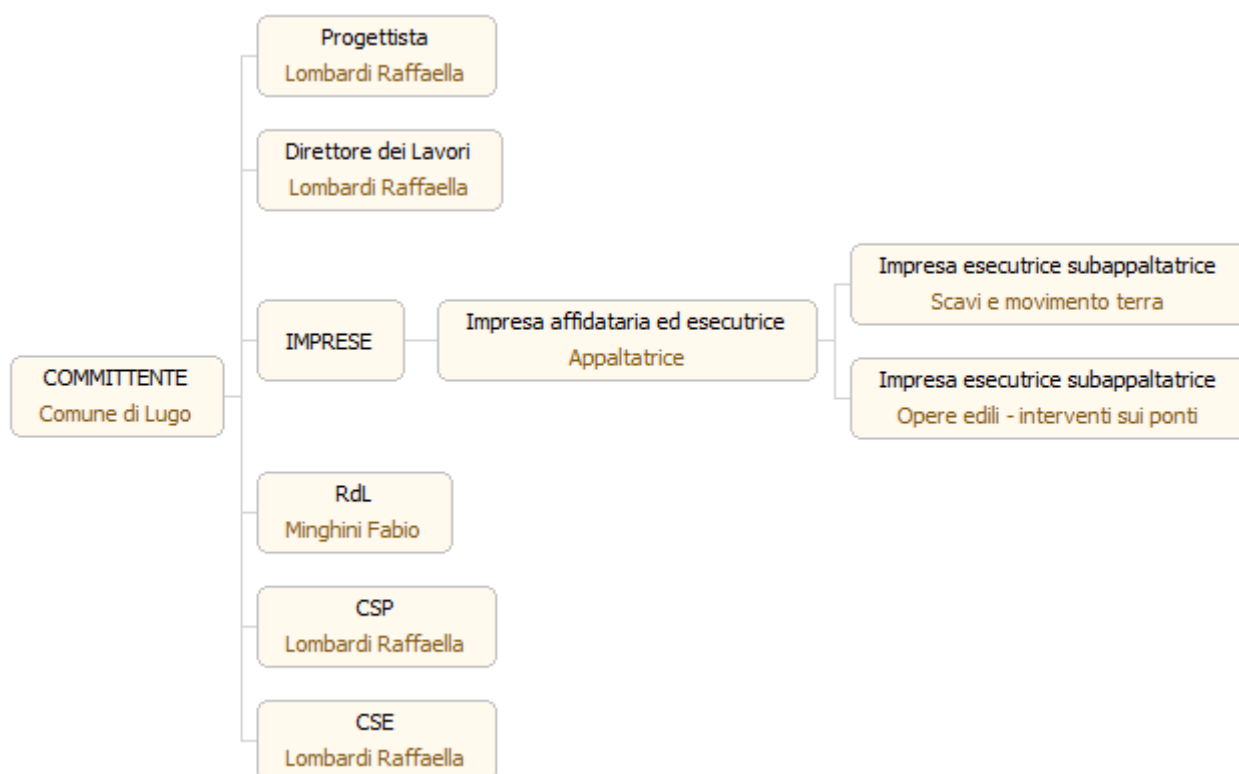 Progettista
Lombardi Raffaella
Direttore dei Lavori
Lombardi Raffaella
Impresa esecutrice subappaltatrice
Scavi e movimento terra
IMPRESE
Impresa affidataria ed esecutrice
Appaltatrice
COMMITTENTE
Comune di Lugo
Impresa esecutrice subappaltatrice
Opere edili - interventi sui ponti
RdL
Minghini Fabio
CSP
Lombardi Raffaella
CSE
Lombardi Raffaella